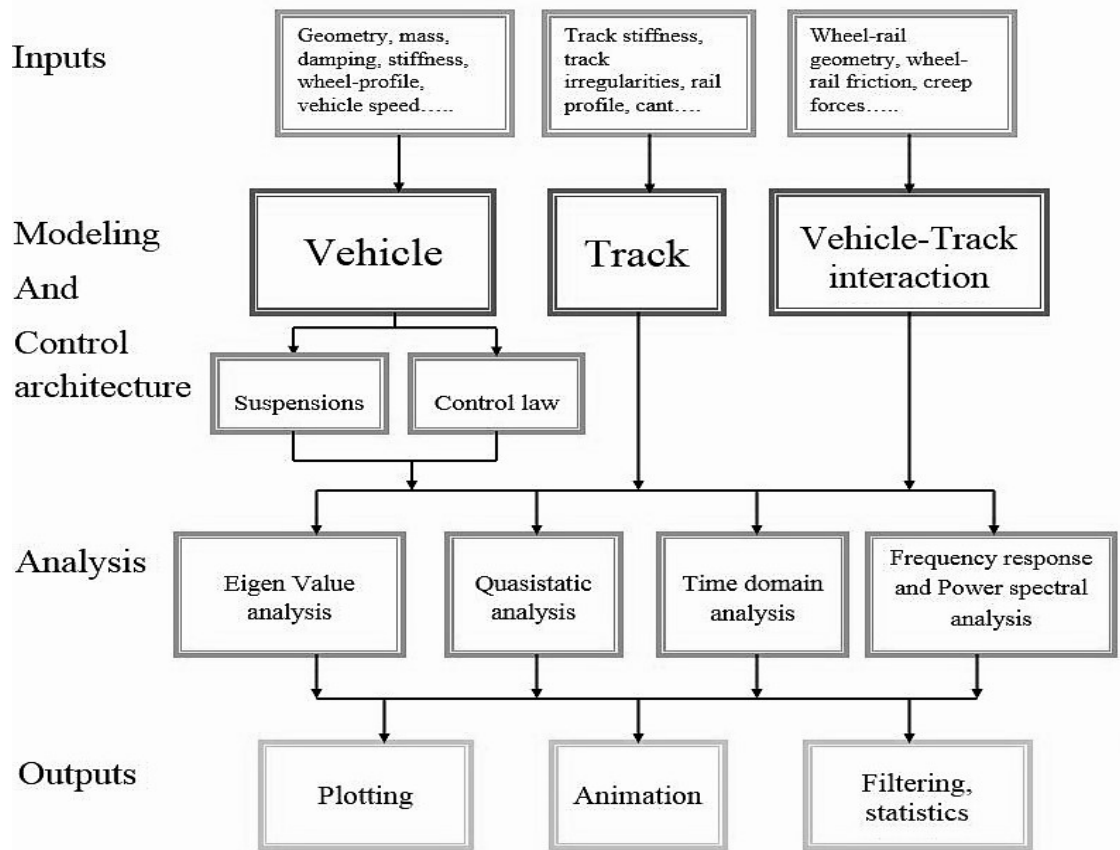 Inputs
Geometry, mass,
damping, stiffness,
wheel-profile,
vehicle speed…..
Track stiffness,
track
irregularities, rail
profile, cant….
Wheel-rail
geometry, wheel-
rail friction, creep
forces…..
Modeling
And
Control
architecture
Vehicle
Track
Vehicle-Track
interaction
Suspensions
Control law
Analysis
Eigen Value
analysis
Quasistatic
analysis
Time domain
analysis
Frequency response
and Power spectral
analysis
Outputs
Plotting
Animation
Filtering,
statistics